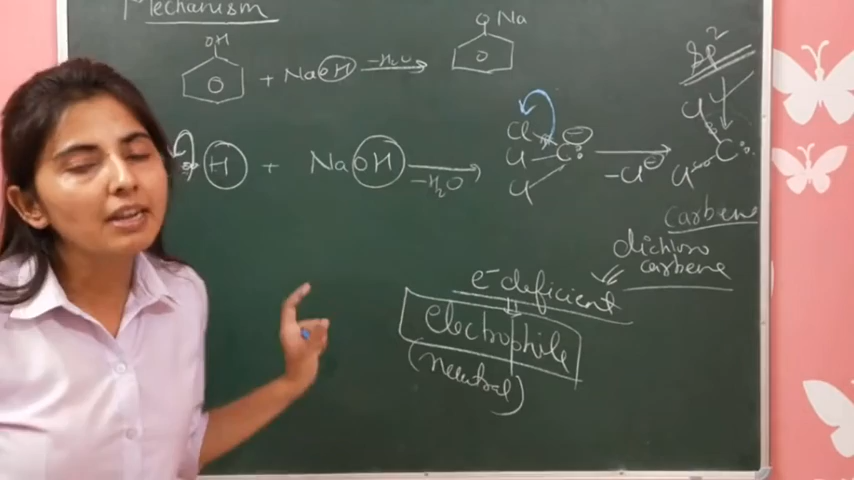 Mechanism
OH
+ NaOH -H₂O
O Na
sp²
H + NaOH -H₂O
Cl
Cl C:
Cl
-Cl⊖
Cl
Cl C:
carbene
dichloro
carbene
e⁻ deficient
electrophile
(neutral)